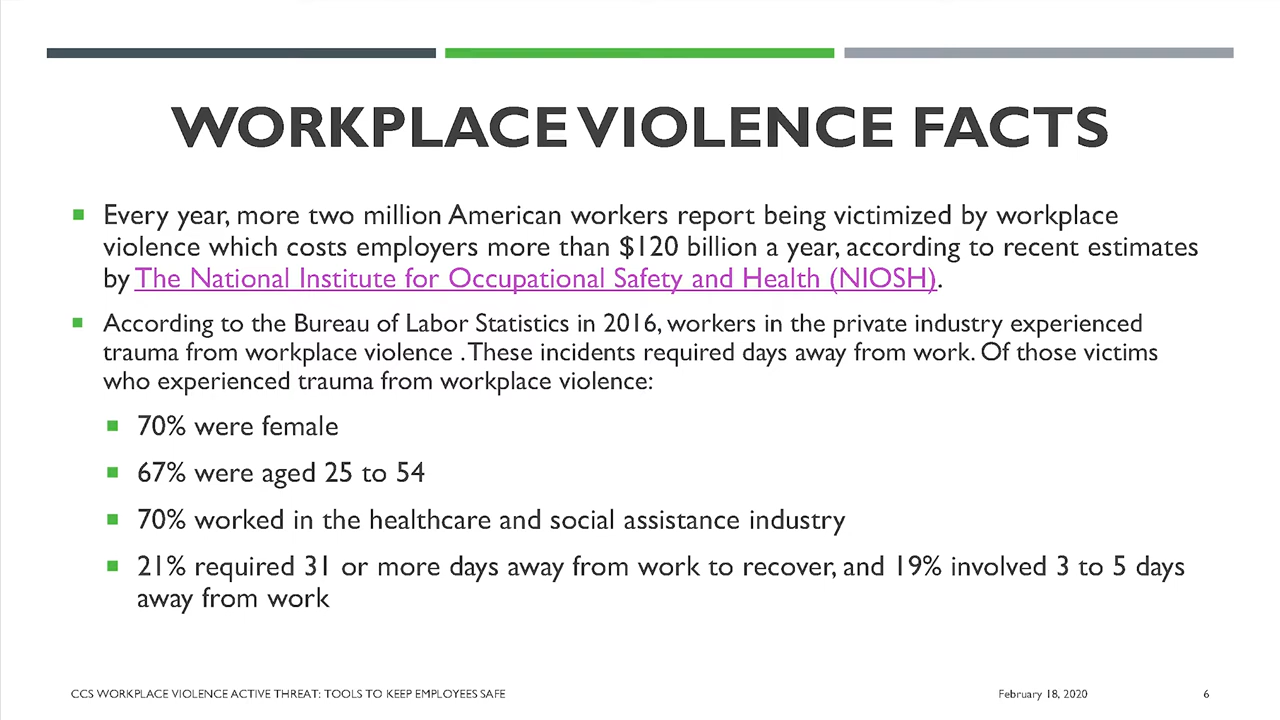 WORKPLACE VIOLENCE FACTS
Every year, more two million American workers report being victimized by workplace
violence which costs employers more than $120 billion a year, according to recent estimates
by The National Institute for Occupational Safety and Health (NIOSH).
According to the Bureau of Labor Statistics in 2016, workers in the private industry experienced
trauma from workplace violence . These incidents required days away from work. Of those victims
who experienced trauma from workplace violence:
70% were female
67% were aged 25 to 54
70% worked in the healthcare and social assistance industry
21% required 31 or more days away from work to recover, and 19% involved 3 to 5 days
away from work
CCS WORKPLACE VIOLENCE ACTIVE THREAT: TOOLS TO KEEP EMPLOYEES SAFE
February 18, 2020
6